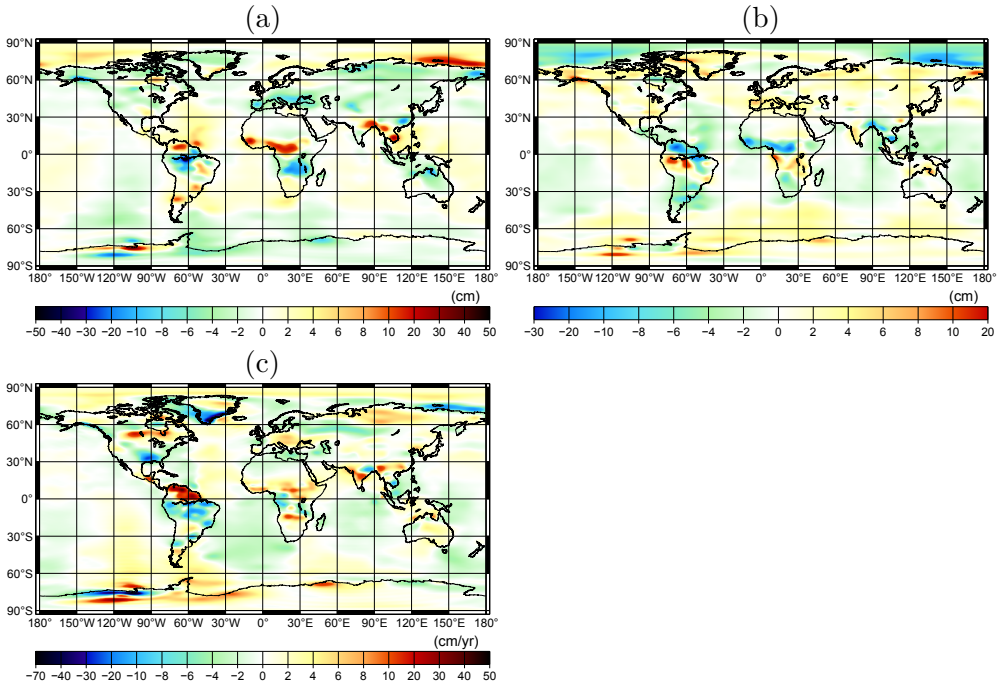 (a) (b)
90°N
60°N
30°N
0°
30°S
60°S
90°S
180° 150°W 120°W 90°W 60°W 30°W 0° 30°E 60°E 90°E 120°E 150°E 180°
(cm)
−50 −40 −30 −20 −10 −8 −6 −4 −2 0 2 4 6 8 10 20 30 40 50
90°N
60°N
30°N
0°
30°S
60°S
90°S
180° 150°W 120°W 90°W 60°W 30°W 0° 30°E 60°E 90°E 120°E 150°E 180°
(cm)
−30 −20 −10 −8 −6 −4 −2 0 2 4 6 8 10 20
(c)
90°N
60°N
30°N
0°
30°S
60°S
90°S
180° 150°W 120°W 90°W 60°W 30°W 0° 30°E 60°E 90°E 120°E 150°E 180°
(cm/yr)
−70 −50 −30 −20 −10 −8 −6 −4 −2 0 2 4 6 8 10 20 30 40 50